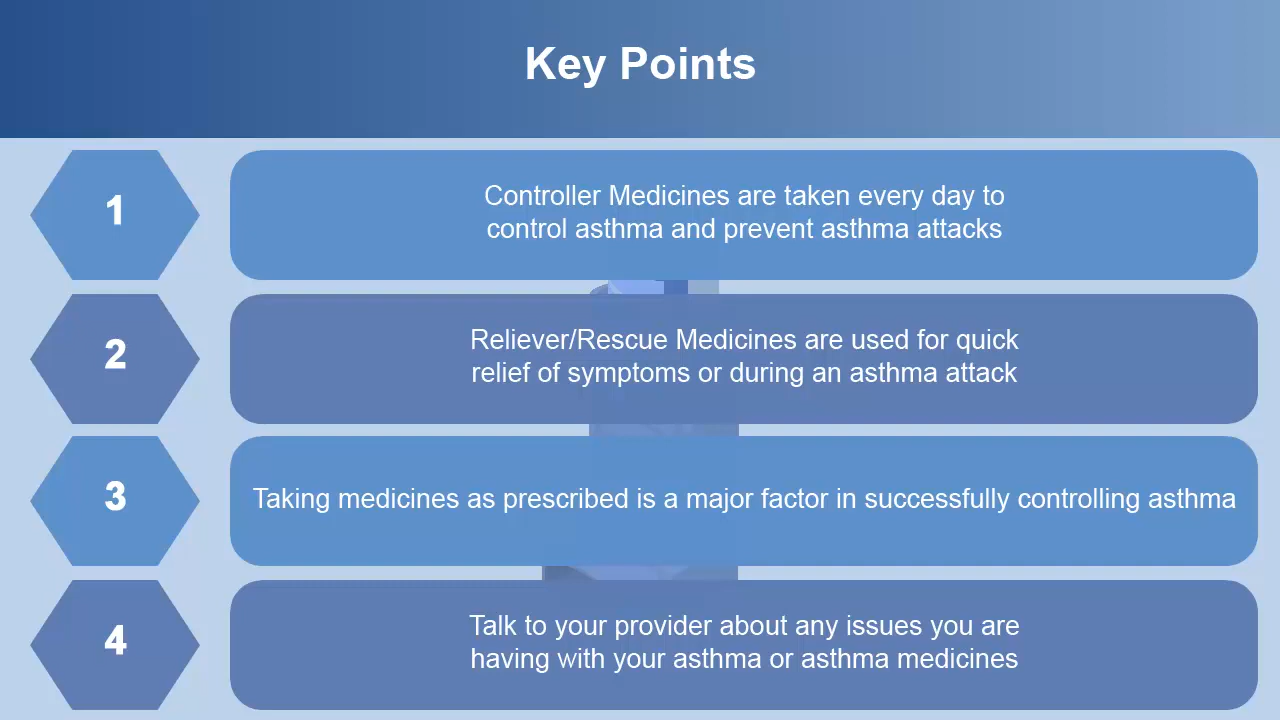 Key Points
1
Controller Medicines are taken every day to
control asthma and prevent asthma attacks
2
Reliever/Rescue Medicines are used for quick
relief of symptoms or during an asthma attack
3
Taking medicines as prescribed is a major factor in successfully controlling asthma
4
Talk to your provider about any issues you are
having with your asthma or asthma medicines